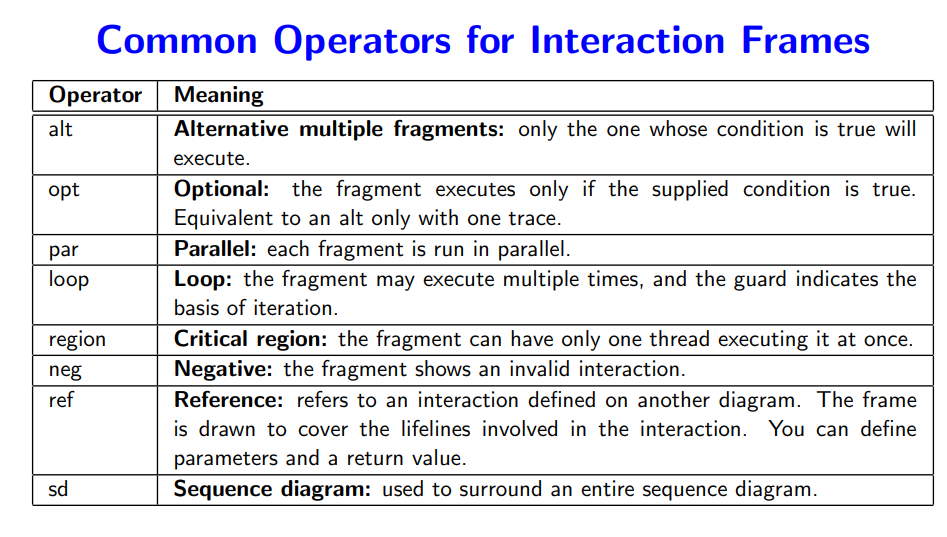 Common Operators for Interaction Frames
Operator Meaning
alt Alternative multiple fragments: only the one whose condition is true will
execute.
opt Optional: the fragment executes only if the supplied condition is true.
Equivalent to an alt only with one trace.
par Parallel: each fragment is run in parallel.
loop Loop: the fragment may execute multiple times, and the guard indicates the
basis of iteration.
region Critical region: the fragment can have only one thread executing it at once.
neg Negative: the fragment shows an invalid interaction.
ref Reference: refers to an interaction defined on another diagram. The frame
is drawn to cover the lifelines involved in the interaction. You can define
parameters and a return value.
sd Sequence diagram: used to surround an entire sequence diagram.